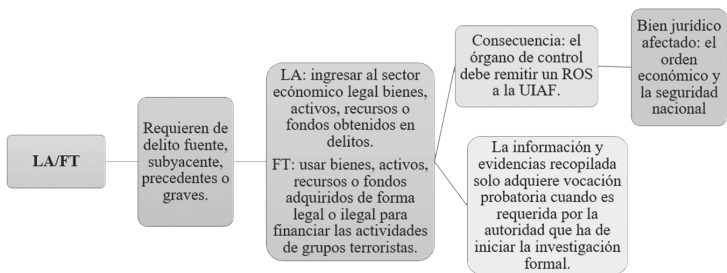 LA/FT
Requieren de
delito fuente,
subyacente,
precedentes o
graves.
LA: ingresar al sector
ecónomico legal bienes,
activos, recursos o
fondos obtenidos en
delitos.
FT: usar bienes, activos,
recursos o fondos
adquiridos de forma
legal o ilegal para
financiar las actividades
de grupos terroristas.
Consecuencia: el
órgano de control
debe remitir un ROS
a la UIAF.
Bien jurídico
afectado: el
orden
económico y
la seguridad
nacional
La información y
evidencias recopilada
solo adquiere vocación
probatoria cuando es
requerida por la
autoridad que ha de
iniciar la investigación
formal.